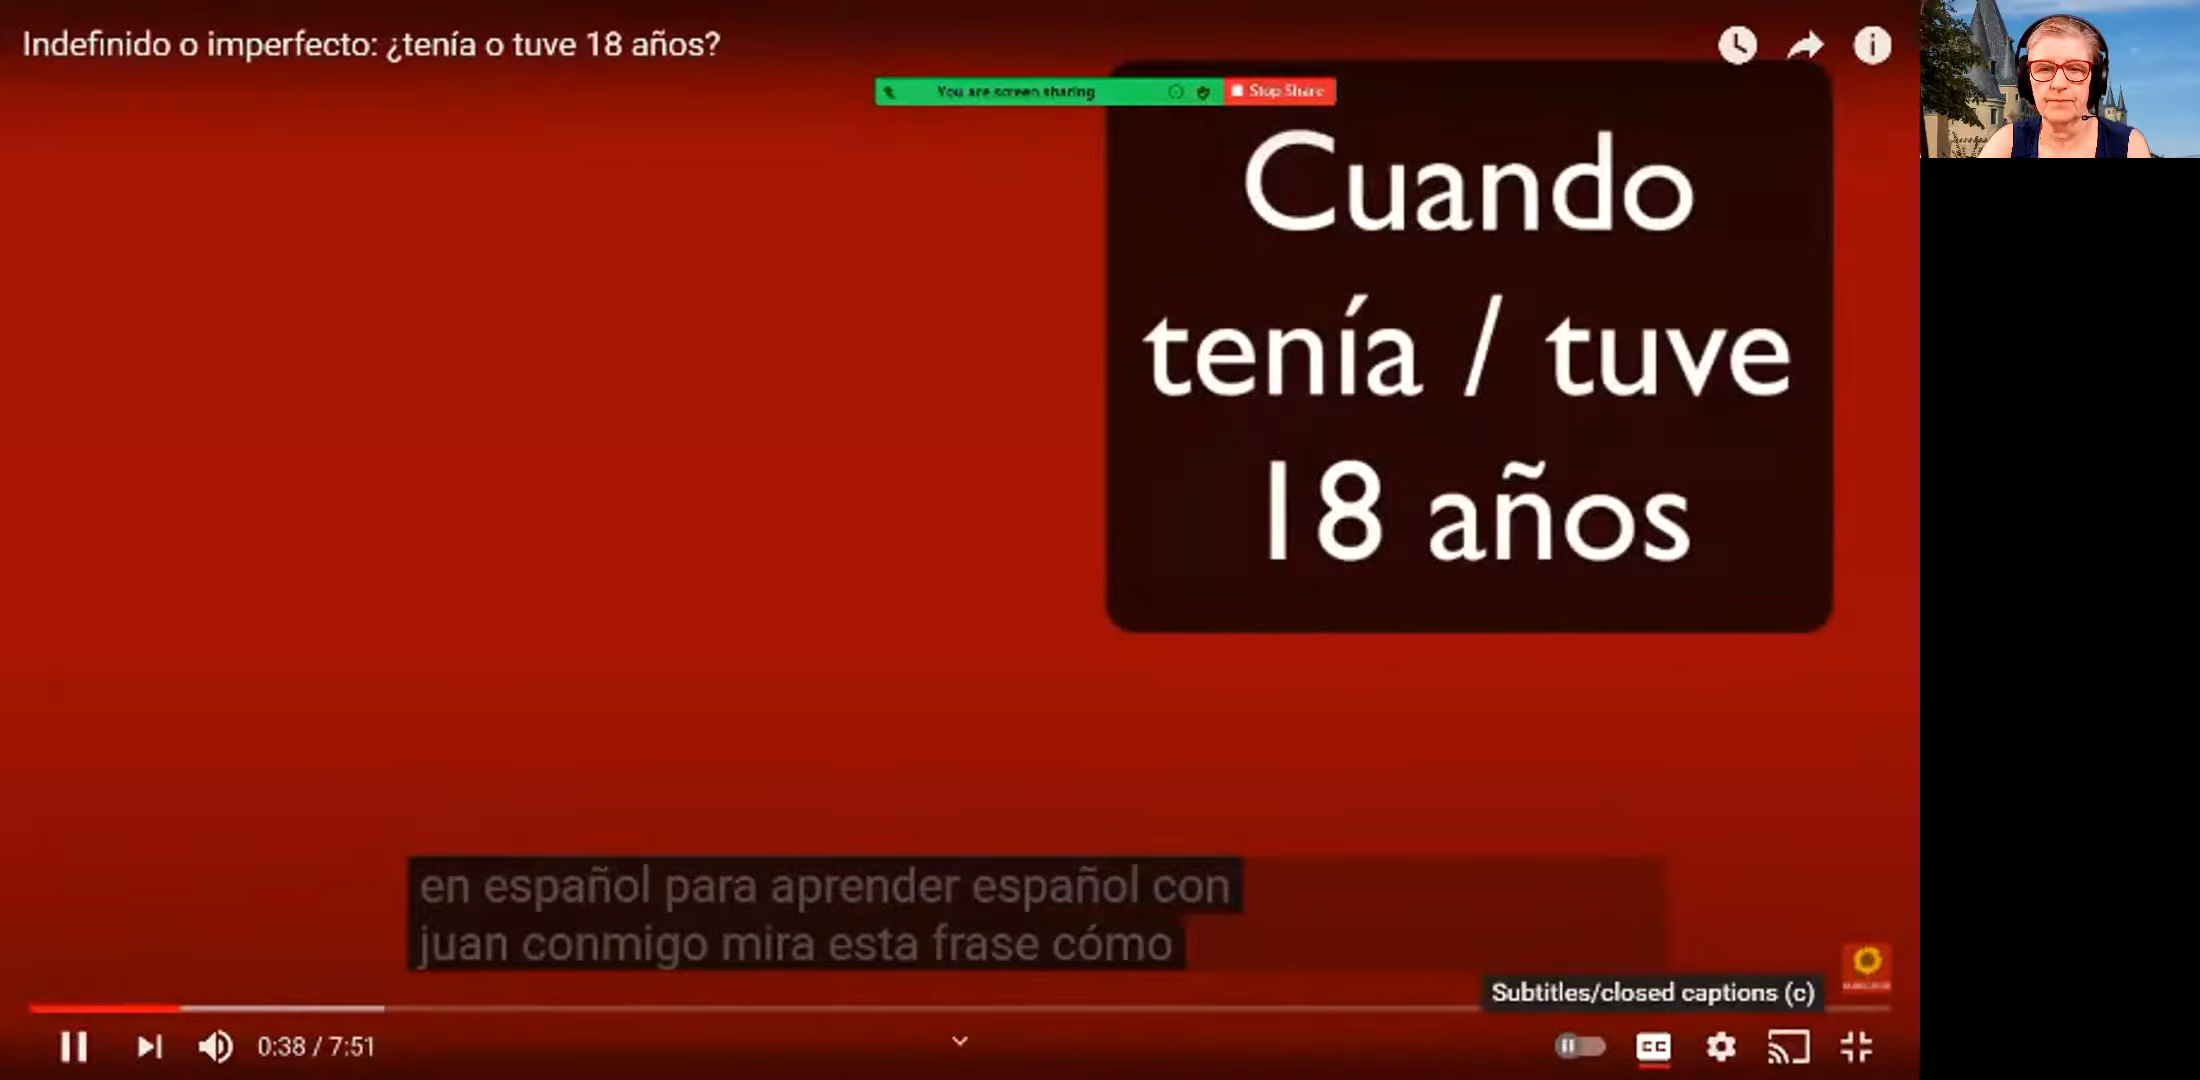 Indefinido o imperfecto: ¿tenía o tuve 18 años?
You are screen sharing
Stop Share
Cuando
tenía / tuve
18 años
en español para aprender español con
juan conmigo mira esta frase cómo
Subtitles/closed captions (c)
0:38 / 7:51
CC